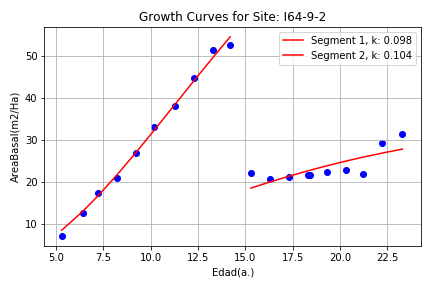 Growth Curves for Site: I64-9-2
Segment 1, k: 0.098
Segment 2, k: 0.104
AreaBasal(m2/Ha)
50
40
30
20
10
5.0 7.5 10.0 12.5 15.0 17.5 20.0 22.5
Edad(a.)